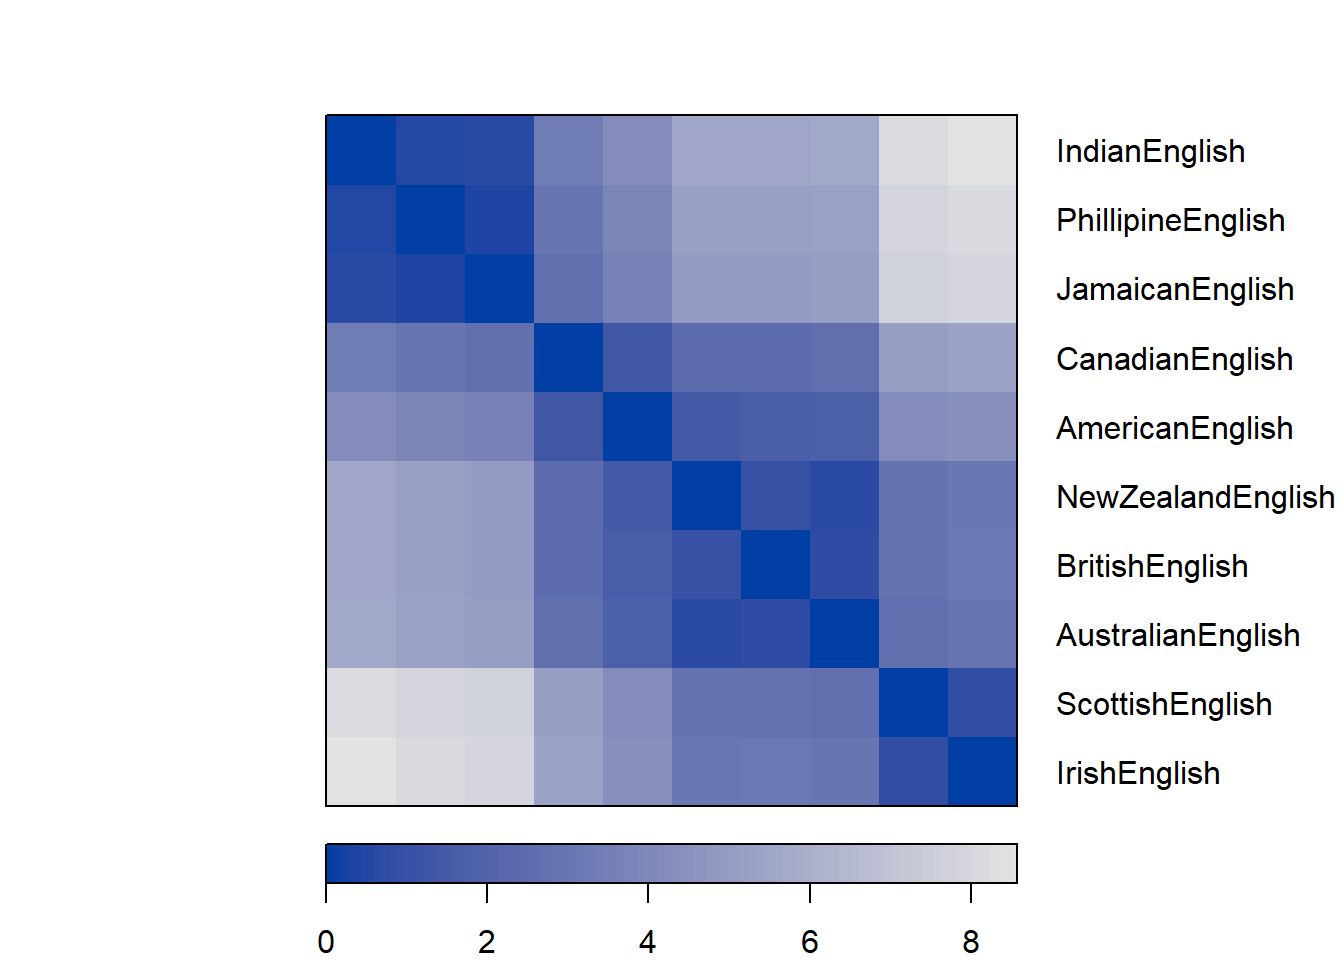 IndianEnglish
PhillipineEnglish
JamaicanEnglish
CanadianEnglish
AmericanEnglish
NewZealandEnglish
BritishEnglish
AustralianEnglish
ScottishEnglish
IrishEnglish
0 2 4 6 8